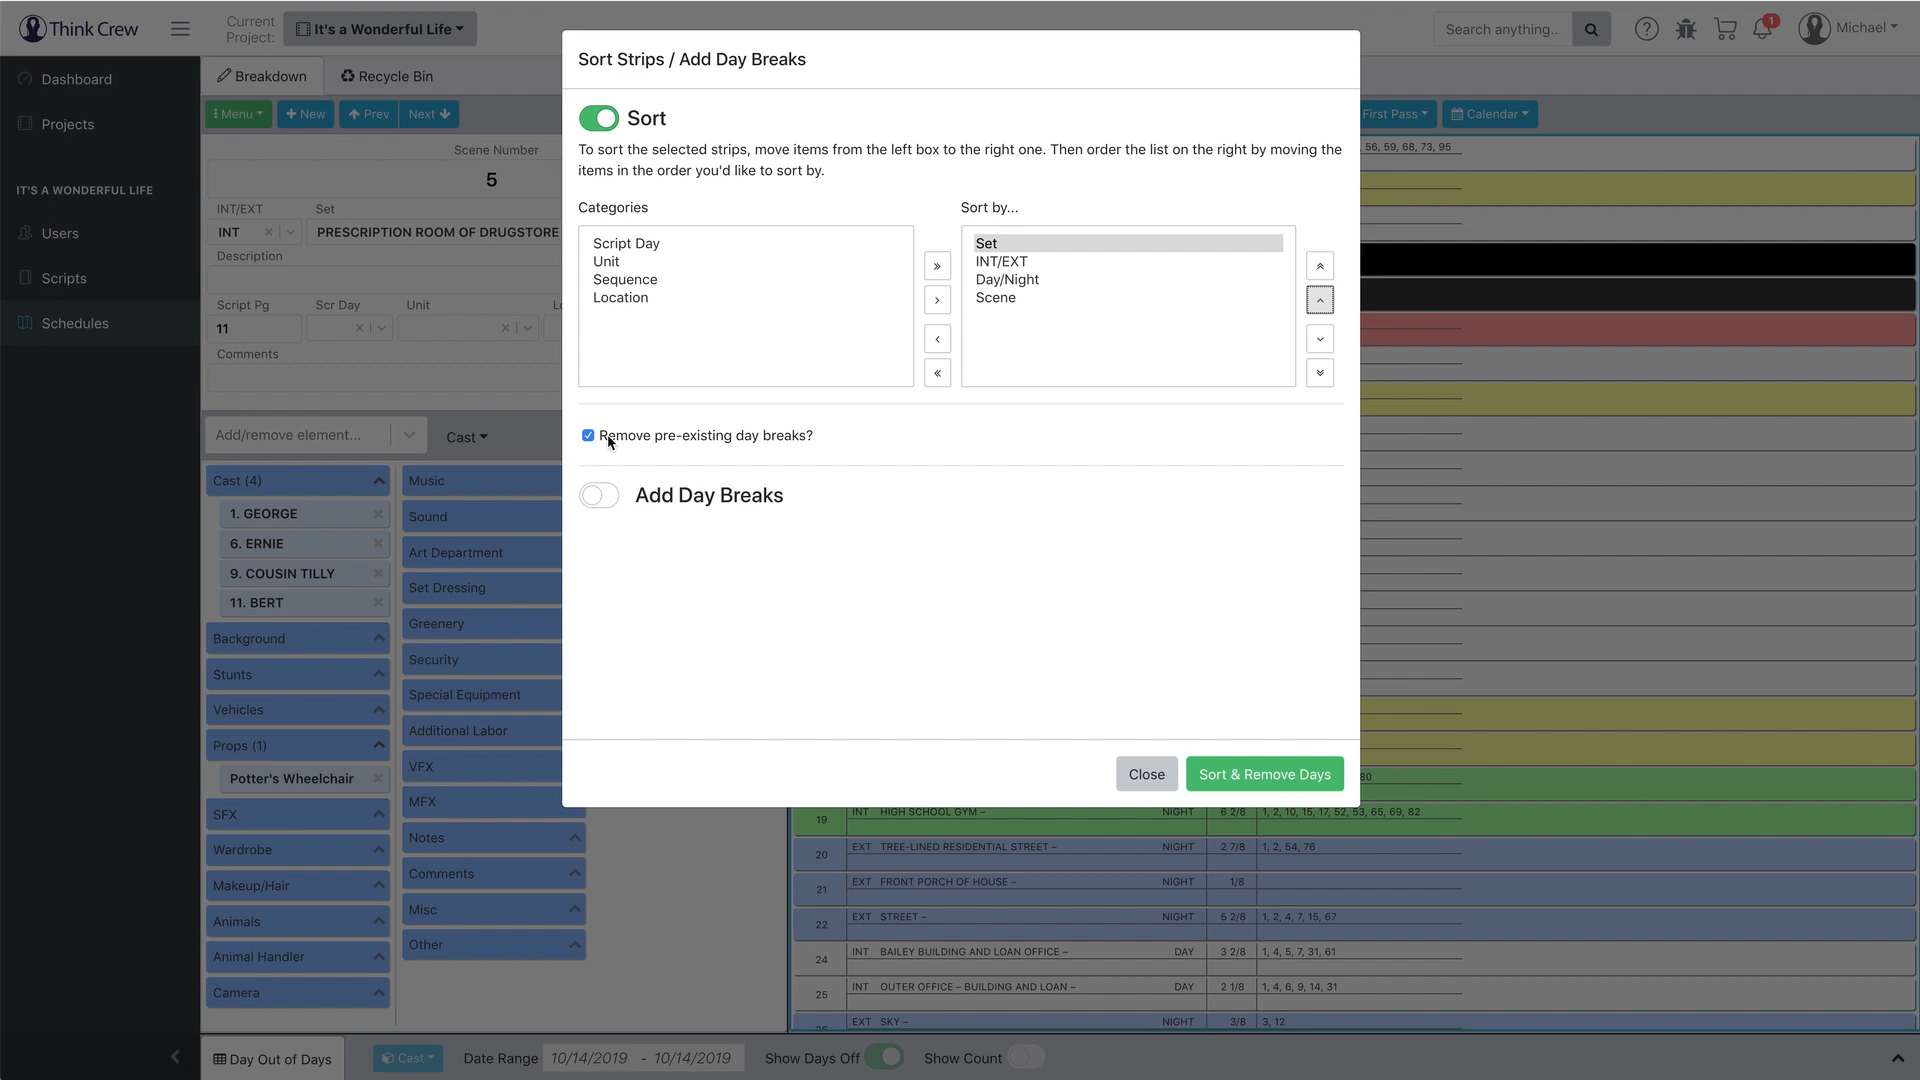 Think Crew
Current Project:
It's a Wonderful Life
Search anything...
1
Michael
Dashboard
Projects
IT'S A WONDERFUL LIFE
Users
Scripts
Schedules
Breakdown
Recycle Bin
Menu
New
Prev
Next
First Pass
Calendar
Scene Number
5
INT/EXT
Set
INT
PRESCRIPTION ROOM OF DRUGSTORE
Description
Script Pg
Scr Day
Unit
11
Comments
Add/remove element...
Cast
Cast (4)
1. GEORGE
6. ERNIE
9. COUSIN TILLY
11. BERT
Background
Stunts
Vehicles
Props (1)
Potter's Wheelchair
SFX
Wardrobe
Makeup/Hair
Animals
Animal Handler
Camera
Music
Sound
Art Department
Set Dressing
Greenery
Security
Special Equipment
Additional Labor
VFX
MFX
Notes
Comments
Misc
Other
Sort Strips / Add Day Breaks
Sort
To sort the selected strips, move items from the left box to the right one. Then order the list on the right by moving the
items in the order you'd like to sort by.
Categories
Script Day
Unit
Sequence
Location
Sort by...
Set
INT/EXT
Day/Night
Scene
Remove pre-existing day breaks?
Add Day Breaks
Close
Sort & Remove Days
56, 59, 68, 73, 95
80
19 INT HIGH SCHOOL GYM – NIGHT 6 2/8 1, 2, 10, 15, 17, 52, 53, 65, 69, 82
20 EXT TREE-LINED RESIDENTIAL STREET – NIGHT 2 7/8 1, 2, 54, 76
21 EXT FRONT PORCH OF HOUSE – NIGHT 1/8
22 EXT STREET – NIGHT 5 2/8 1, 2, 4, 7, 15, 67
24 INT BAILEY BUILDING AND LOAN OFFICE – DAY 3 2/8 1, 4, 5, 7, 31, 61
25 INT OUTER OFFICE – BUILDING AND LOAN – DAY 2 1/8 1, 4, 6, 9, 14, 31
26 EXT SKY – NIGHT 3/8 3, 12
Day Out of Days
Cast
Date Range
10/14/2019 - 10/14/2019
Show Days Off
Show Count